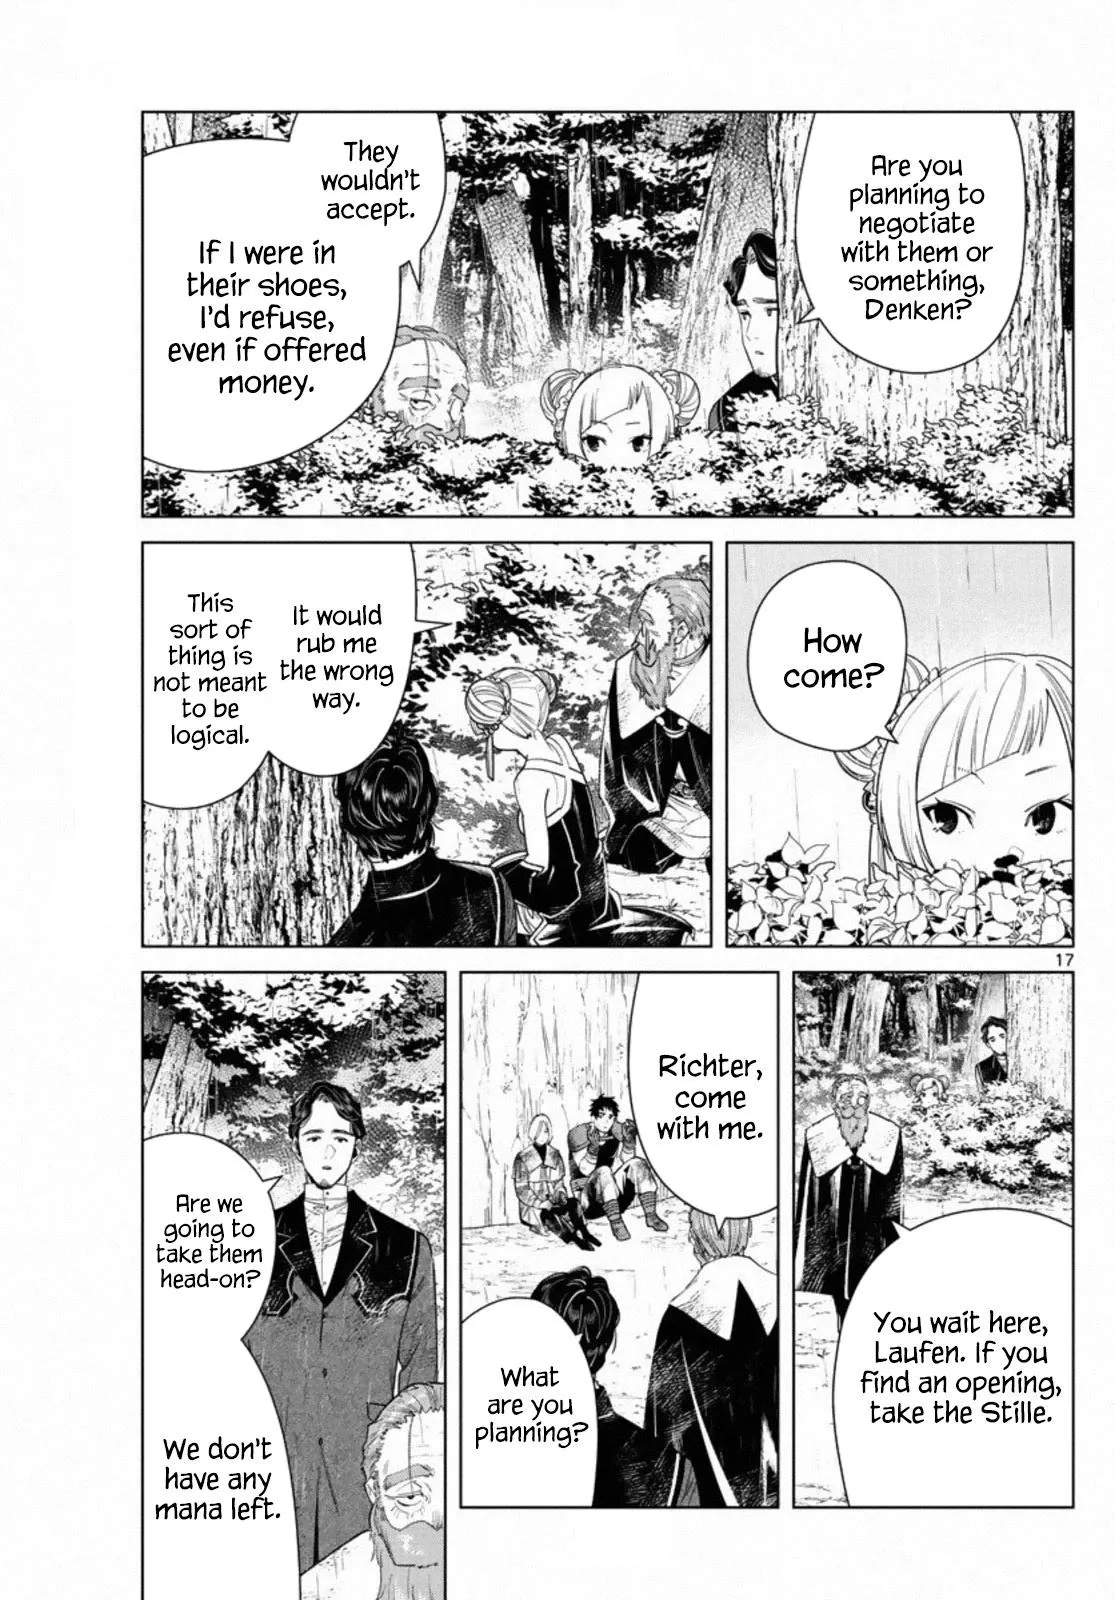 Are you
planning to
negotiate
with them or
something,
Denken?
They
wouldn't
accept.
If I were in
their shoes,
I'd refuse,
even if offered
money.
How
come?
It would
rub me
the wrong
way.
This
sort of
thing is
not meant
to be
logical.
17
You wait here,
Laufen. If you
find an opening,
take the Stille.
Richter,
come
with me.
What
are you
planning?
Are we
going to
take them
head-on?
We don't
have any
mana left.